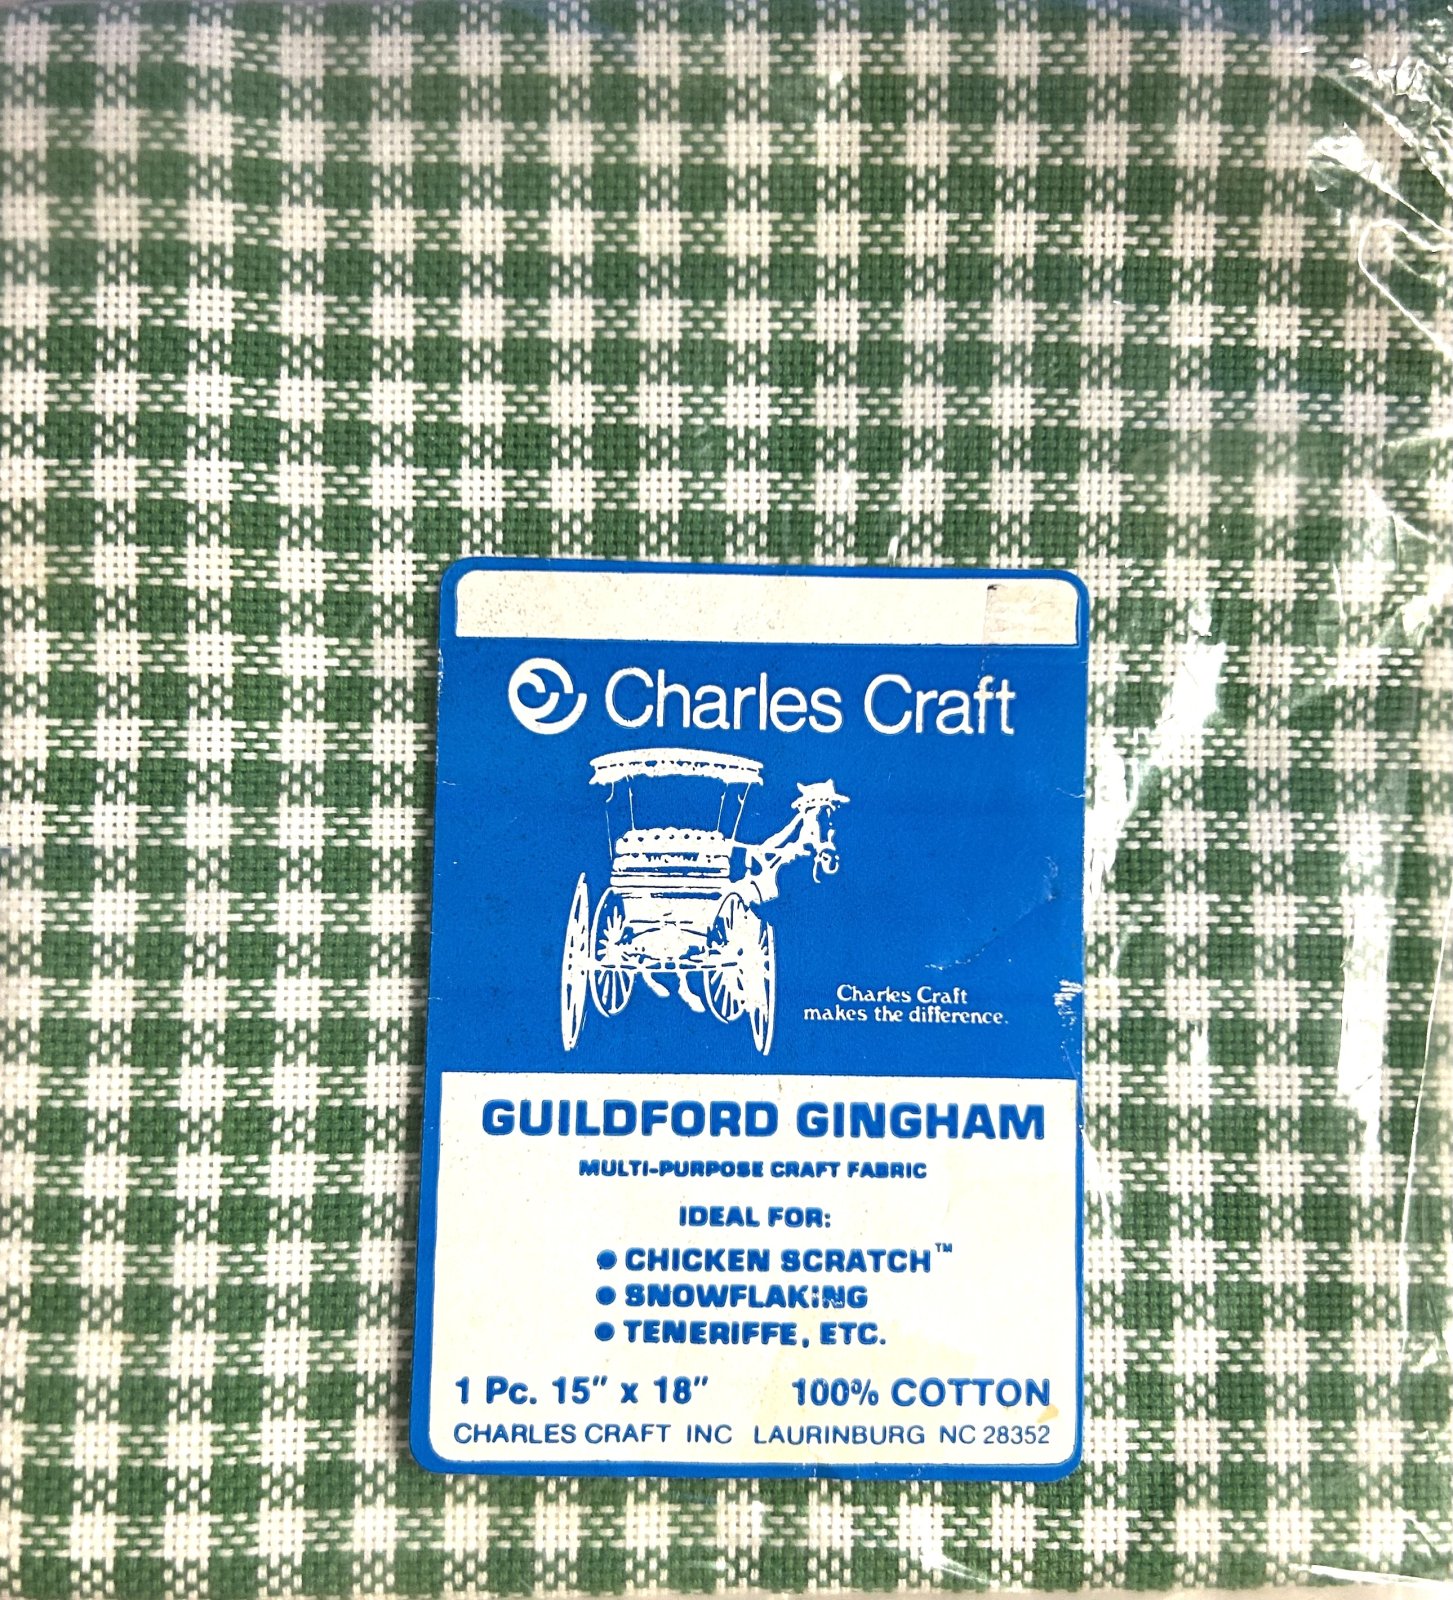 Charles Craft
Charles Craft
makes the difference.
GUILDFORD GINGHAM
MULTI-PURPOSE CRAFT FABRIC
IDEAL FOR:
• CHICKEN SCRATCH™
• SNOWFLAKING
• TENERIFFE, ETC.
1 Pc. 15" x 18" 100% COTTON
CHARLES CRAFT INC LAURINBURG NC 28352